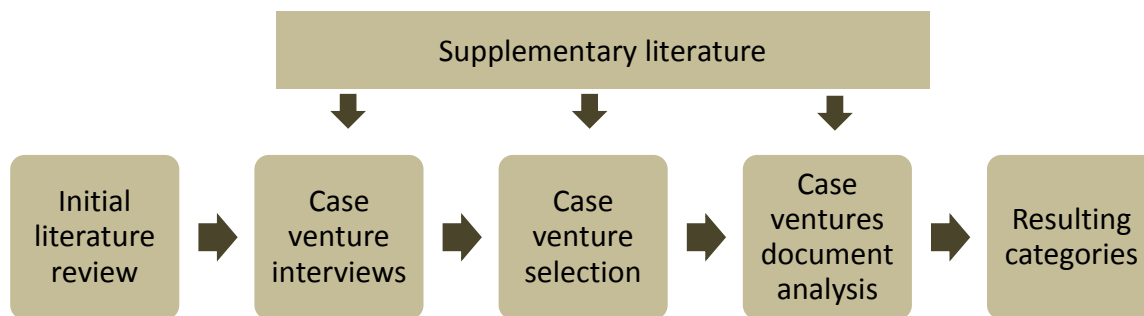 Supplementary literature
Initial
literature
review
Case
venture
interviews
Case
venture
selection
Case
ventures
document
analysis
Resulting
categories